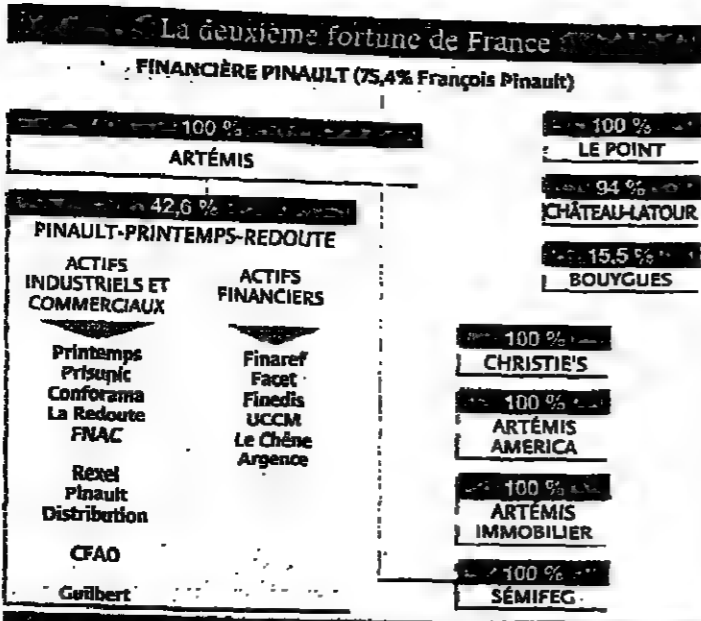 La deuxième fortune de France
FINANCIÈRE PINAULT (75,4% François Pinault)
100 %
ARTÉMIS
42,6 %
PINAULT-PRINTEMPS-REDOUTE
ACTIFS
INDUSTRIELS ET
COMMERCIAUX
Printemps
Prisunic
Conforama
La Redoute
FNAC
Rexel
Pinault
Distribution
CFAO
Guilbert
ACTIFS
FINANCIERS
Finaref
Facet
Finedis
UCCM
Le Chêne
Argence
100 %
LE POINT
94 %
CHÂTEAU-LATOUR
15,5 %
BOUYGUES
100 %
CHRISTIE'S
100 %
ARTÉMIS
AMERICA
100 %
ARTÉMIS
IMMOBILIER
100 %
SÉMIFEG